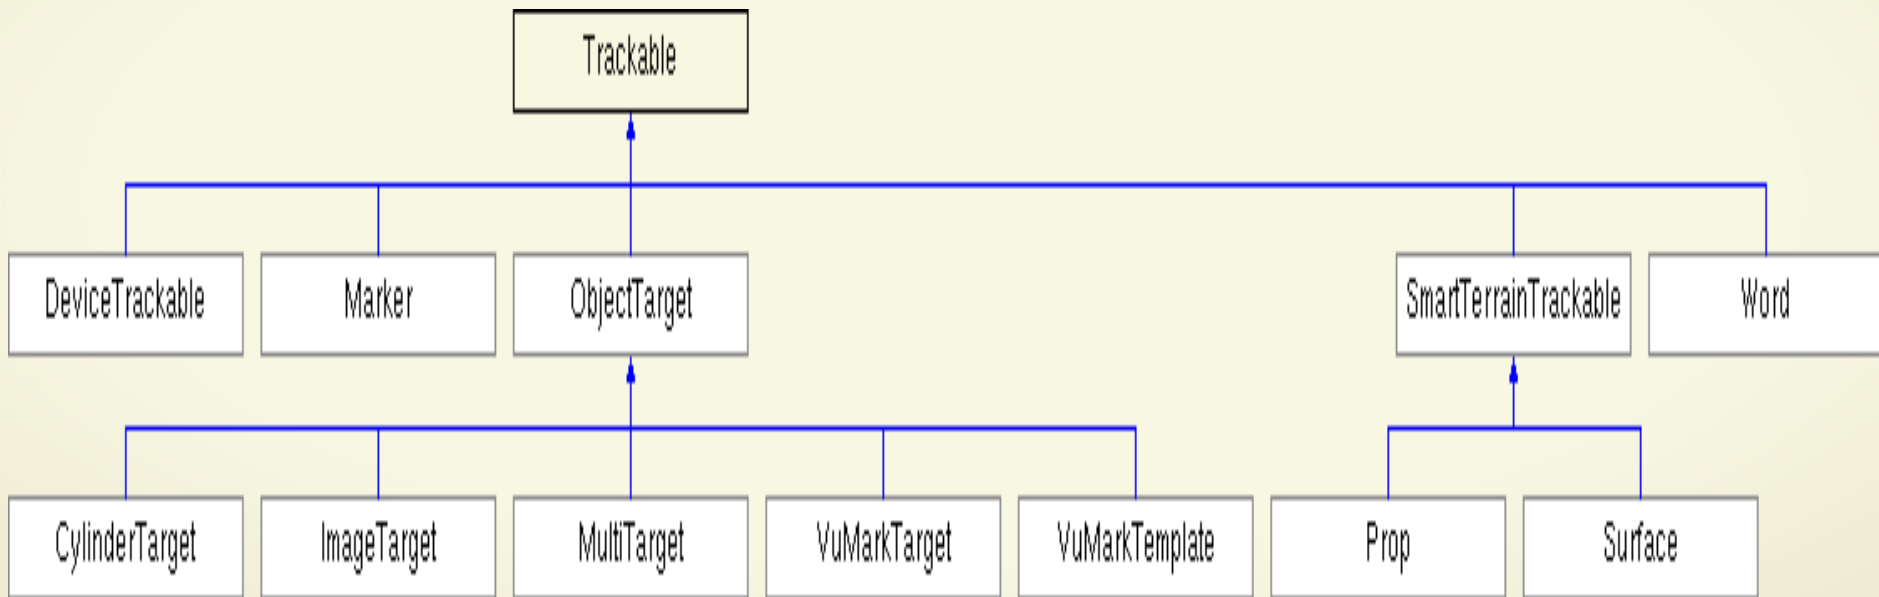 Trackable
DeviceTrackable
Marker
ObjectTarget
SmartTerrainTrackable
Word
CylinderTarget
ImageTarget
MultiTarget
VuMarkTarget
VuMarkTemplate
Prop
Surface